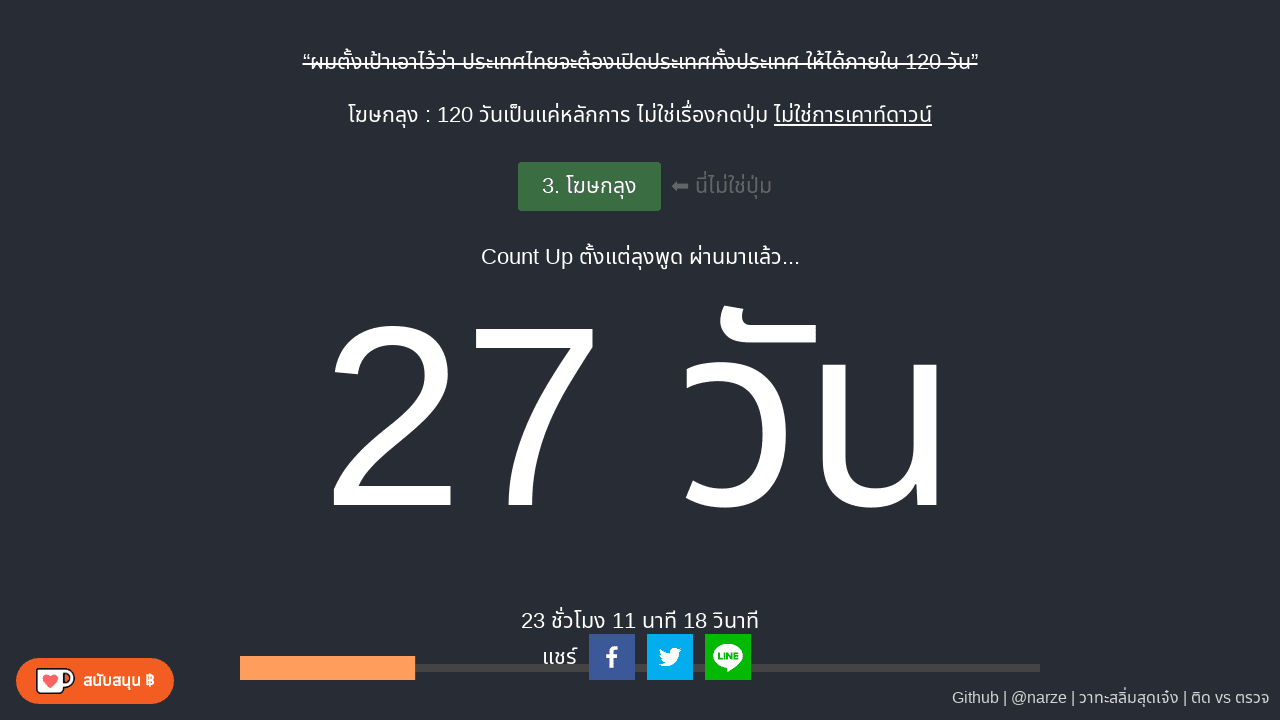 “ผมตั้งเป้าเอาไว้ว่า ประเทศไทยจะต้องเปิดประเทศทั้งประเทศ ให้ได้ภายใน 120 วัน”
โฆษกลุง : 120 วันเป็นแค่หลักการ ไม่ใช่เรื่องกดปุ่ม ไม่ใช่การเคาท์ดาวน์
3. โฆษกลุง ⬅ นี่ไม่ใช่ปุ่ม
Count Up ตั้งแต่ลุงพูด ผ่านมาแล้ว...
27 วัน
23 ชั่วโมง 11 นาที 18 วินาที
แชร์ LINE
สนับสนุน ฿
Github | @narze | วาทะสลิ่มสุดเจ๋ง | ติด vs ตรวจ